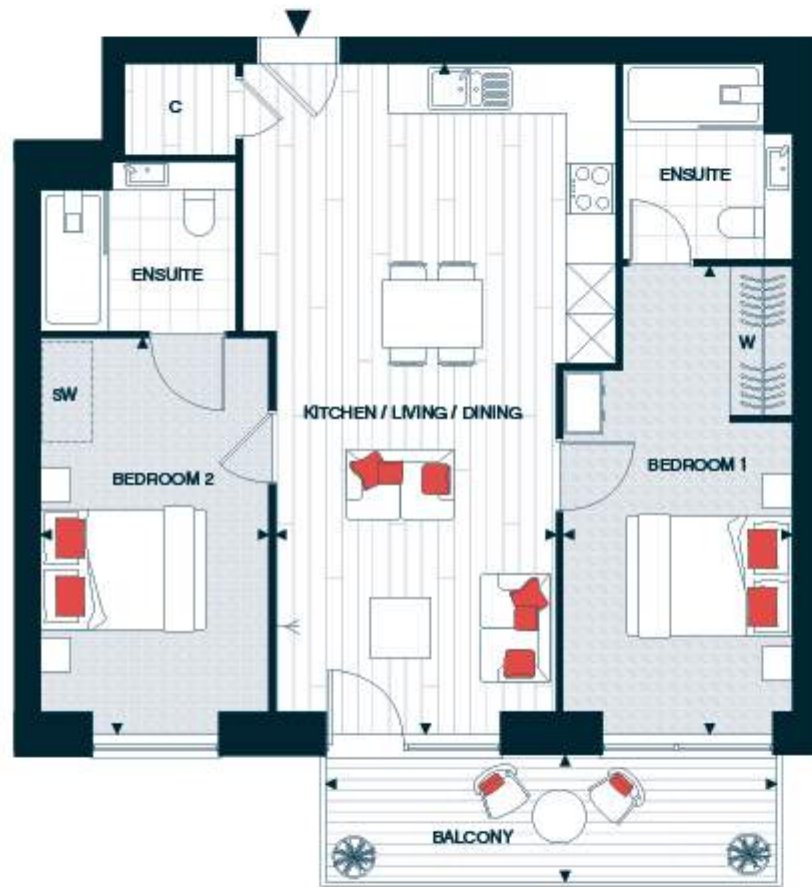 C
ENSUITE
ENSUITE
W
SW
KITCHEN / LIVING / DINING
BEDROOM 1
BEDROOM 2
BALCONY